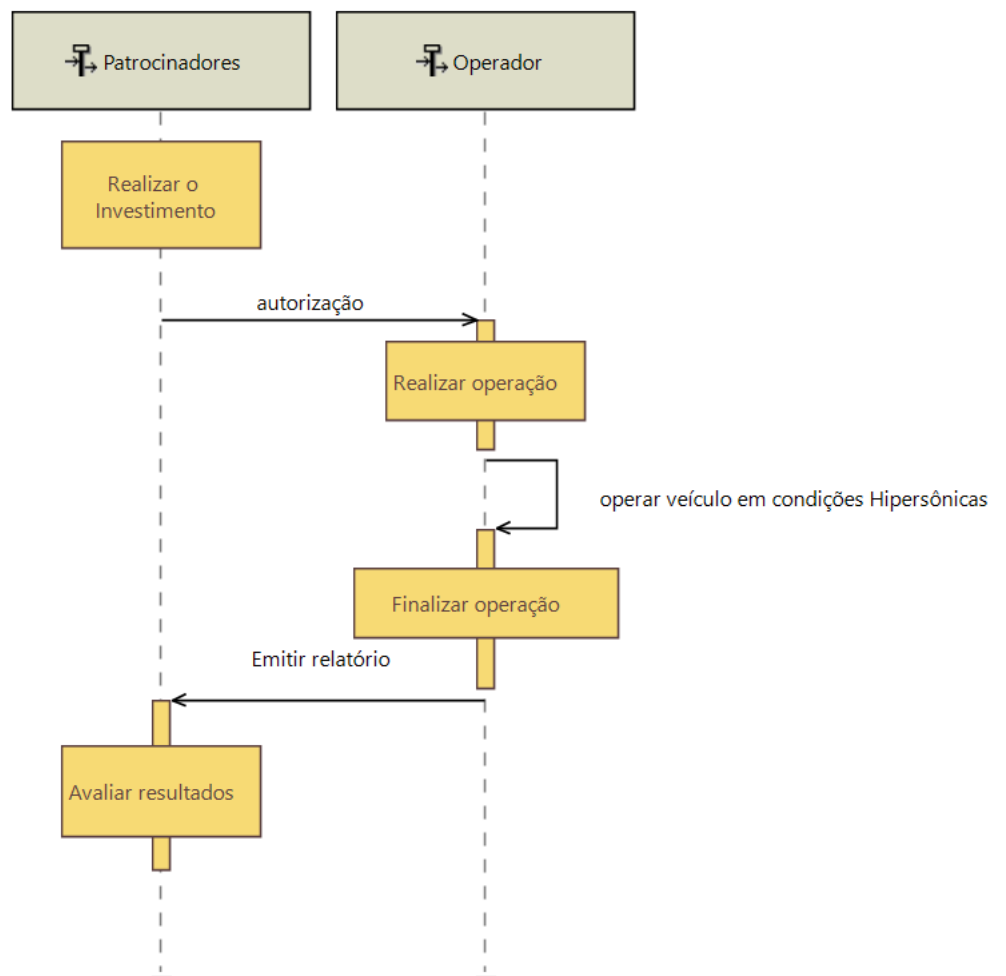 Patrocinadores
Operador
Realizar o
Investimento
autorização
Realizar operação
operar veículo em condições Hipersônicas
Finalizar operação
Emitir relatório
Avaliar resultados